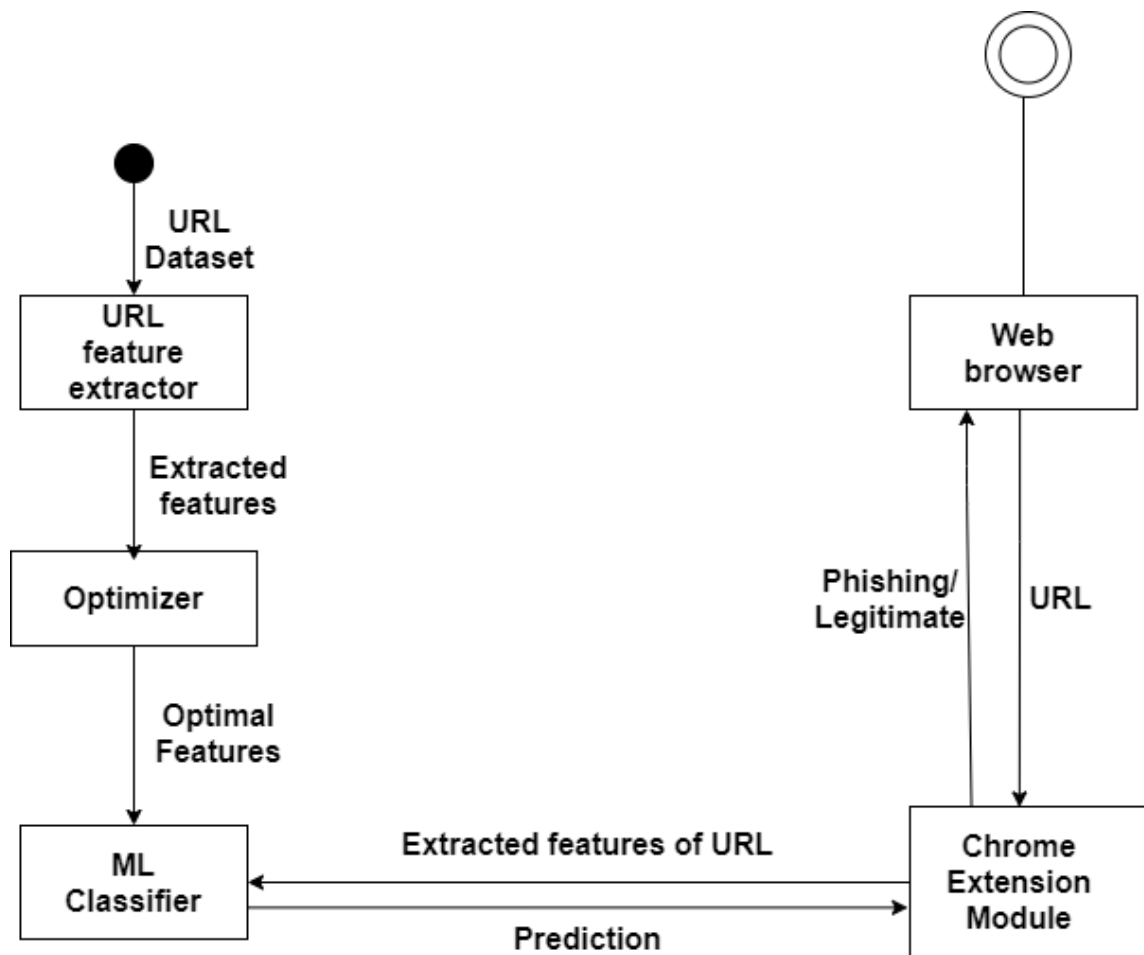 URL
Dataset
URL
feature
extractor
Extracted
features
Optimizer
Optimal
Features
ML
Classifier
Extracted features of URL
Prediction
Web
browser
Phishing/
Legitimate
URL
Chrome
Extension
Module